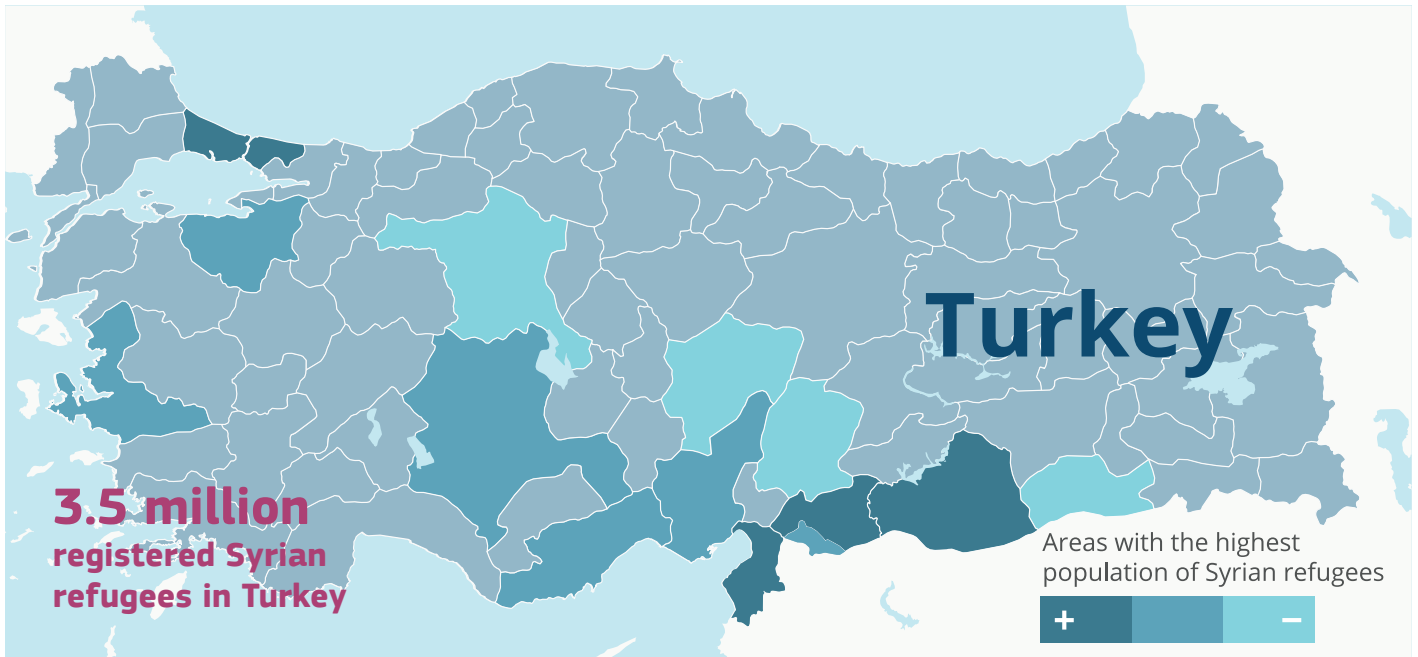 Turkey
3.5 million
registered Syrian
refugees in Turkey
Areas with the highest
population of Syrian refugees
+ −